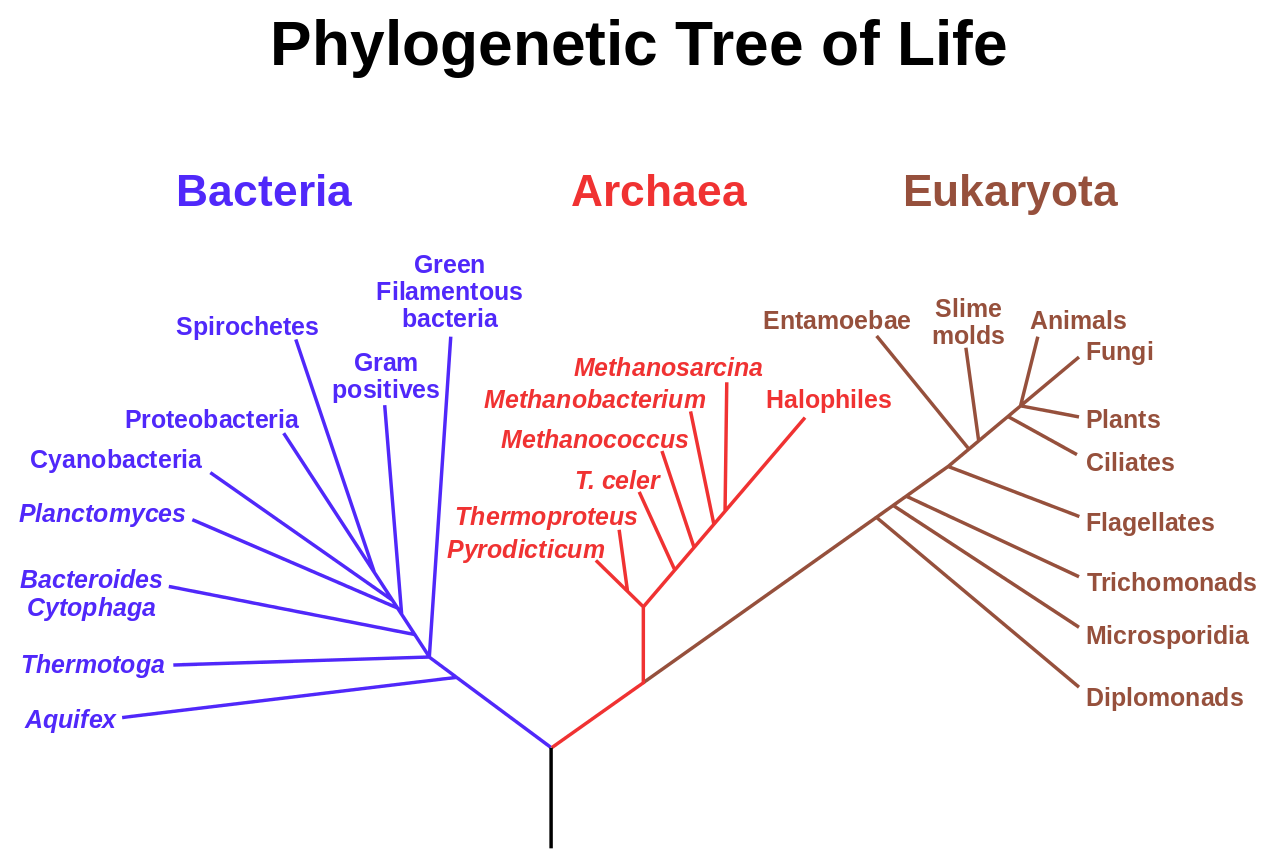 Phylogenetic Tree of Life
Bacteria
Archaea
Eukaryota
Green
Filamentous
bacteria
Spirochetes
Gram
positives
Proteobacteria
Cyanobacteria
Planctomyces
Bacteroides
Cytophaga
Thermotoga
Aquifex
Methanosarcina
Methanobacterium
Halophiles
Methanococcus
T. celer
Thermoproteus
Pyrodicticum
Entamoebae
Slime
molds
Animals
Fungi
Plants
Ciliates
Flagellates
Trichomonads
Microsporidia
Diplomonads